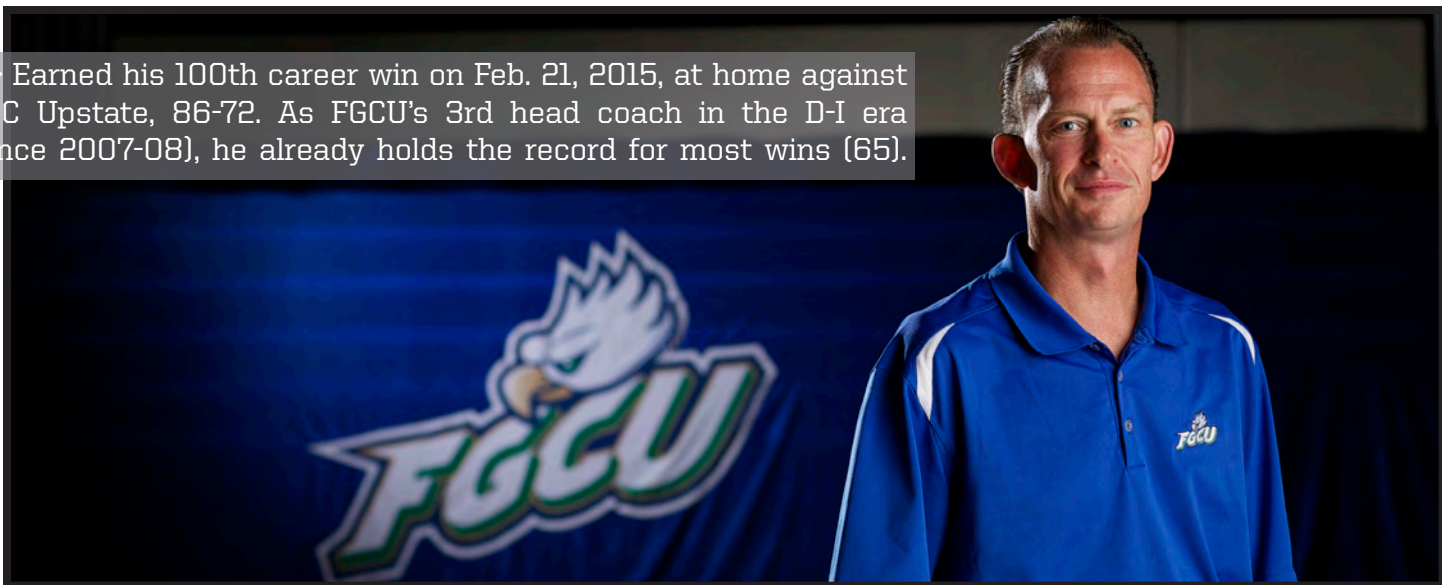 Earned his 100th career win on Feb. 21, 2015, at home against
C Upstate, 86-72. As FGCU's 3rd head coach in the D-I era
nce 2007-08), he already holds the record for most wins (65).
FGCU
FGCU